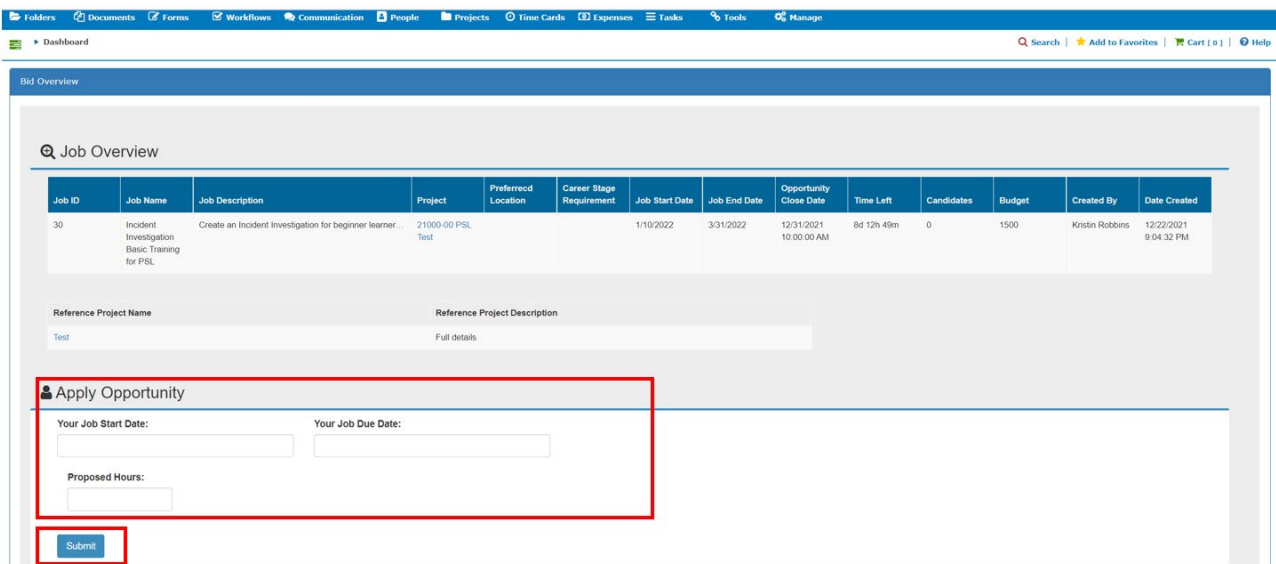 Folders Documents Forms Workflows Communication People Projects Time Cards Expenses Tasks Tools Manage
Dashboard
Search | Add to Favorites | Cart [ 0 ] | Help
Bid Overview
Job Overview
Job ID Job Name Job Description Project Preferrecd Location Career Stage Requirement Job Start Date Job End Date Opportunity Close Date Time Left Candidates Budget Created By Date Created
30 Incident Investigation Basic Training for PSL Create an Incident Investigation for beginner learner... 21000-00 PSL Test 1/10/2022 3/31/2022 12/31/2021 10:00:00 AM 8d 12h 49m 0 1500 Kristin Robbins 12/22/2021 9:04:32 PM
Reference Project Name Reference Project Description
Test Full details
Apply Opportunity
Your Job Start Date: Your Job Due Date:
Proposed Hours:
Submit